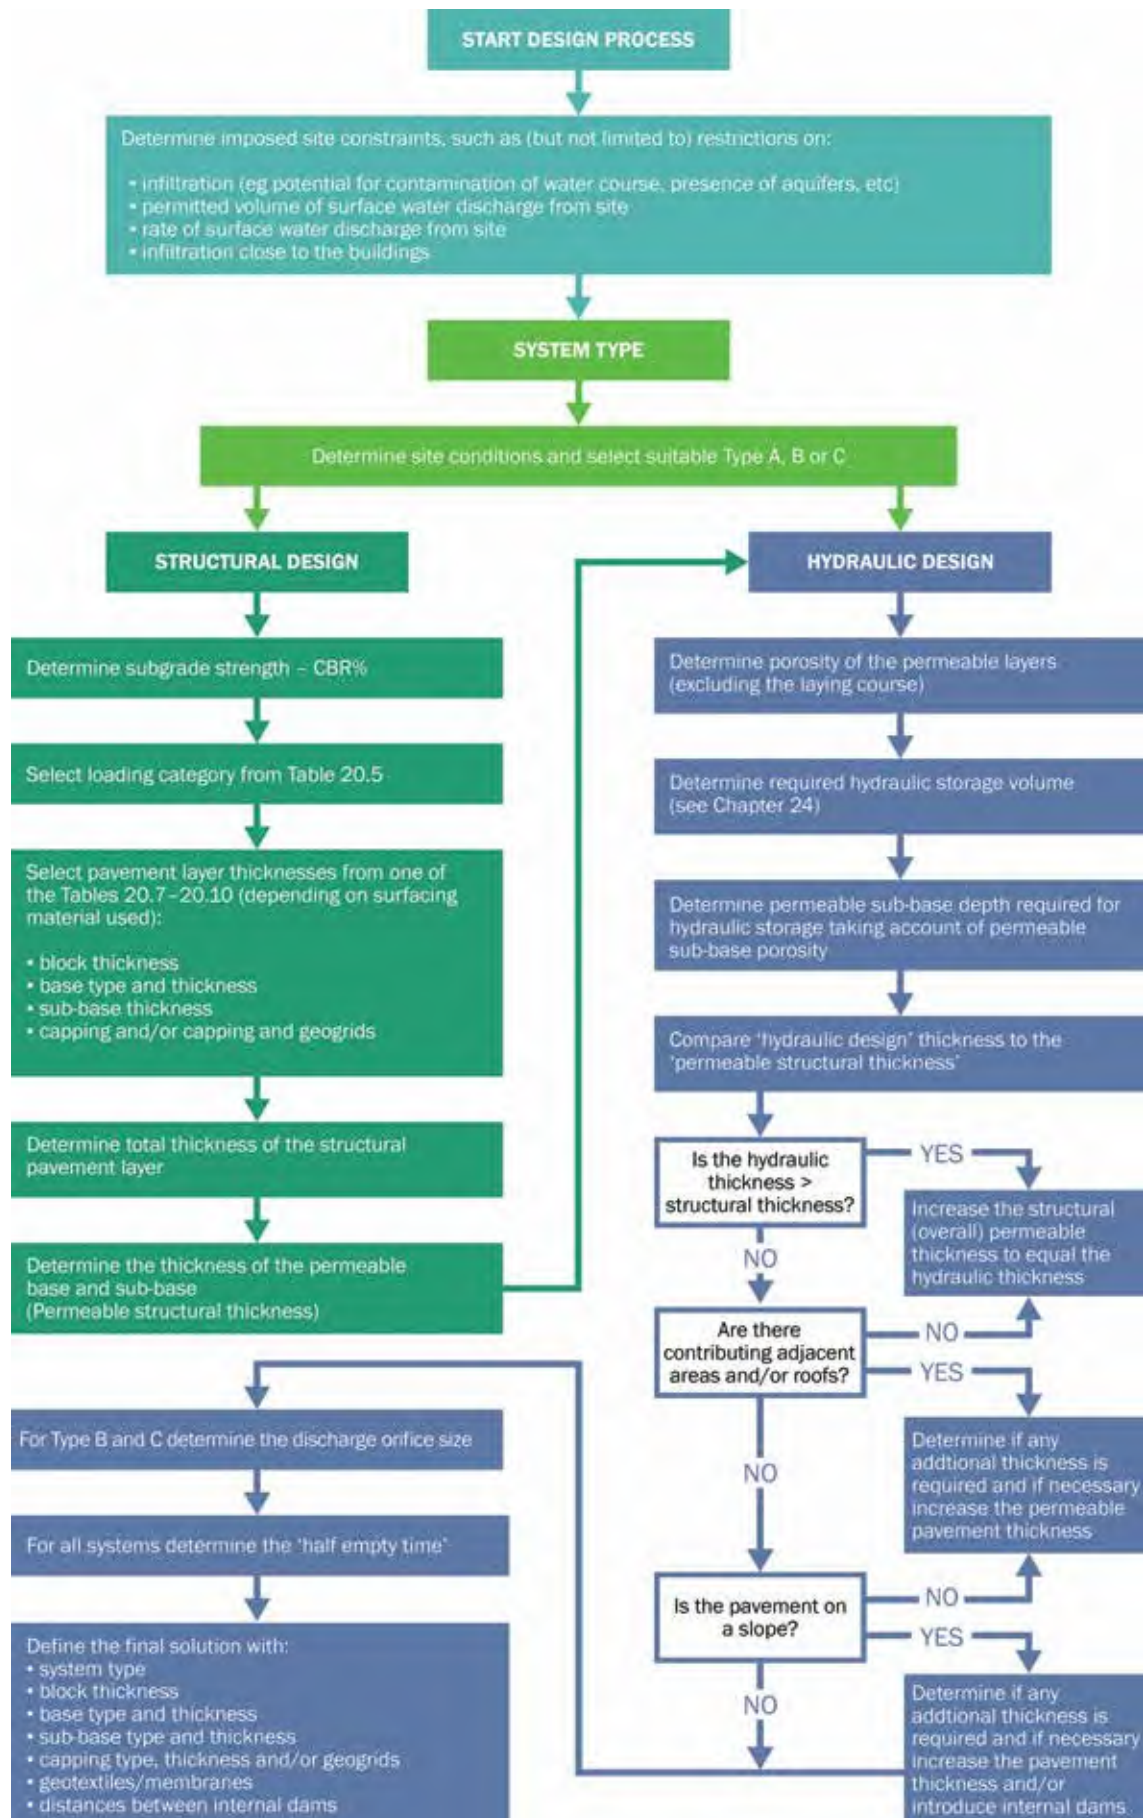 START DESIGN PROCESS
Determine imposed site constraints, such as (but not limited to) restrictions on:
• infiltration (eg potential for contamination of water course, presence of aquifers, etc)
• permitted volume of surface water discharge from site
• rate of surface water discharge from site
• infiltration close to the buildings
SYSTEM TYPE
Determine site conditions and select suitable Type A, B or C
STRUCTURAL DESIGN
Determine subgrade strength – CBR%
Select loading category from Table 20.5
Select pavement layer thicknesses from one of
the Tables 20.7–20.10 (depending on surfacing
material used):
• block thickness
• base type and thickness
• sub-base thickness
• capping and/or capping and geogrids
Determine total thickness of the structural
pavement layer
Determine the thickness of the permeable
base and sub-base
(Permeable structural thickness)
HYDRAULIC DESIGN
Determine porosity of the permeable layers
(excluding the laying course)
Determine required hydraulic storage volume
(see Chapter 24)
Determine permeable sub-base depth required for
hydraulic storage taking account of permeable
sub-base porosity
Compare 'hydraulic design' thickness to the
'permeable structural thickness'
Is the hydraulic
thickness >
structural thickness?
YES
Increase the structural
(overall) permeable
thickness to equal the
hydraulic thickness
NO
Are there
contributing adjacent
areas and/or roofs?
NO
YES
Determine if any
addtional thickness is
required and if necessary
increase the permeable
pavement thickness
NO
Is the pavement on
a slope?
NO
YES
Determine if any
addtional thickness is
required and if necessary
increase the pavement
thickness and/or
introduce internal dams
NO
For Type B and C determine the discharge orifice size
For all systems determine the 'half empty time'
Define the final solution with:
• system type
• block thickness
• base type and thickness
• sub-base type and thickness
• capping type, thickness and/or geogrids
• geotextiles/membranes
• distances between internal dams